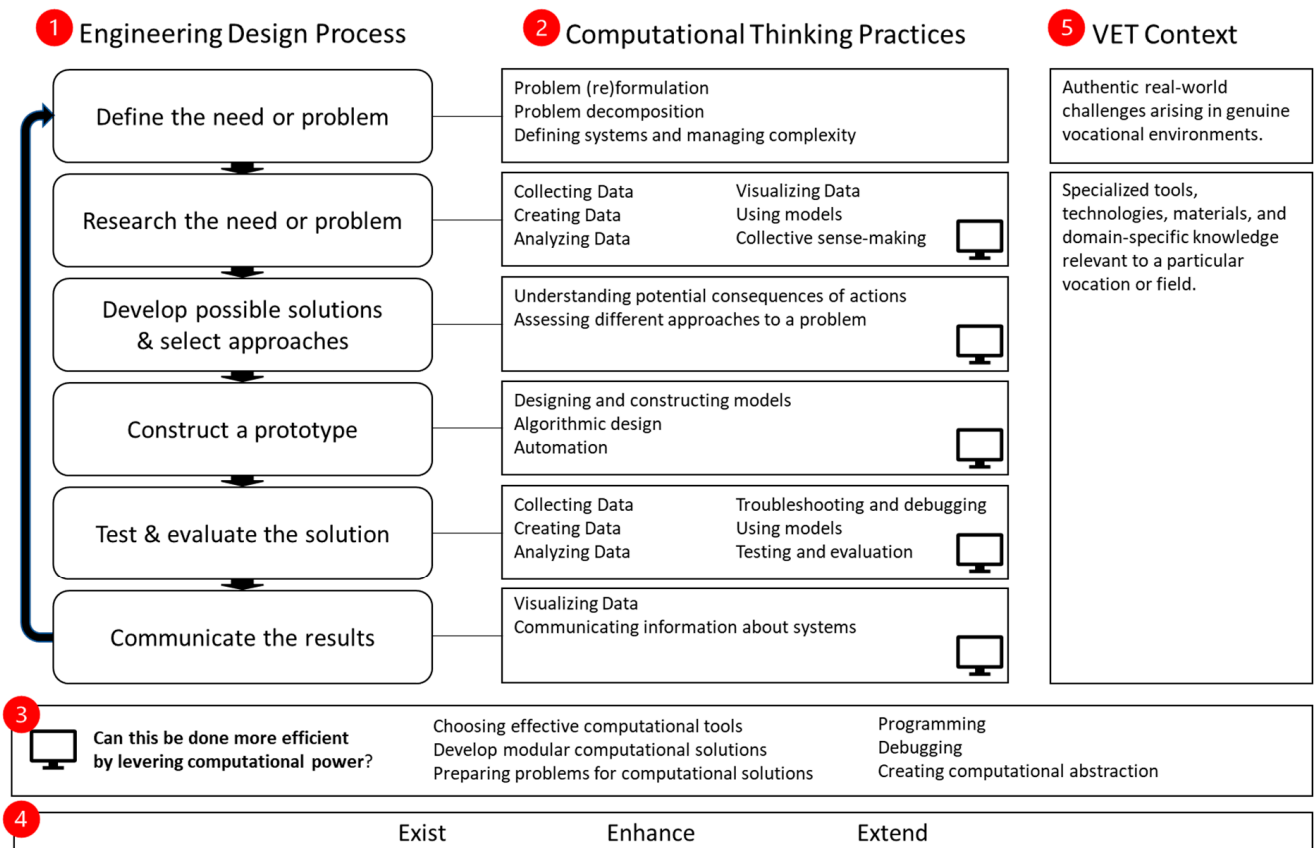 1 Engineering Design Process
2 Computational Thinking Practices
5 VET Context
Define the need or problem
Problem (re)formulation
Problem decomposition
Defining systems and managing complexity
Authentic real-world
challenges arising in genuine
vocational environments.
Research the need or problem
Collecting Data
Creating Data
Analyzing Data
Visualizing Data
Using models
Collective sense-making
Specialized tools,
technologies, materials, and
domain-specific knowledge
relevant to a particular
vocation or field.
Develop possible solutions
& select approaches
Understanding potential consequences of actions
Assessing different approaches to a problem
Construct a prototype
Designing and constructing models
Algorithmic design
Automation
Test & evaluate the solution
Collecting Data
Creating Data
Analyzing Data
Troubleshooting and debugging
Using models
Testing and evaluation
Communicate the results
Visualizing Data
Communicating information about systems
3
Can this be done more efficient
by levering computational power?
Choosing effective computational tools
Develop modular computational solutions
Preparing problems for computational solutions
Programming
Debugging
Creating computational abstraction
4
Exist Enhance Extend